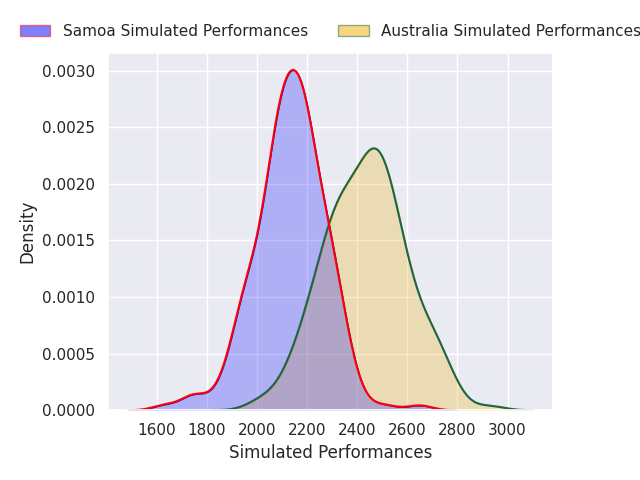 Samoa Simulated Performances
Australia Simulated Performances
0.0030
0.0025
0.0020
0.0015
0.0010
0.0005
0.0000
Density
1600 1800 2000 2200 2400 2600 2800 3000
Simulated Performances